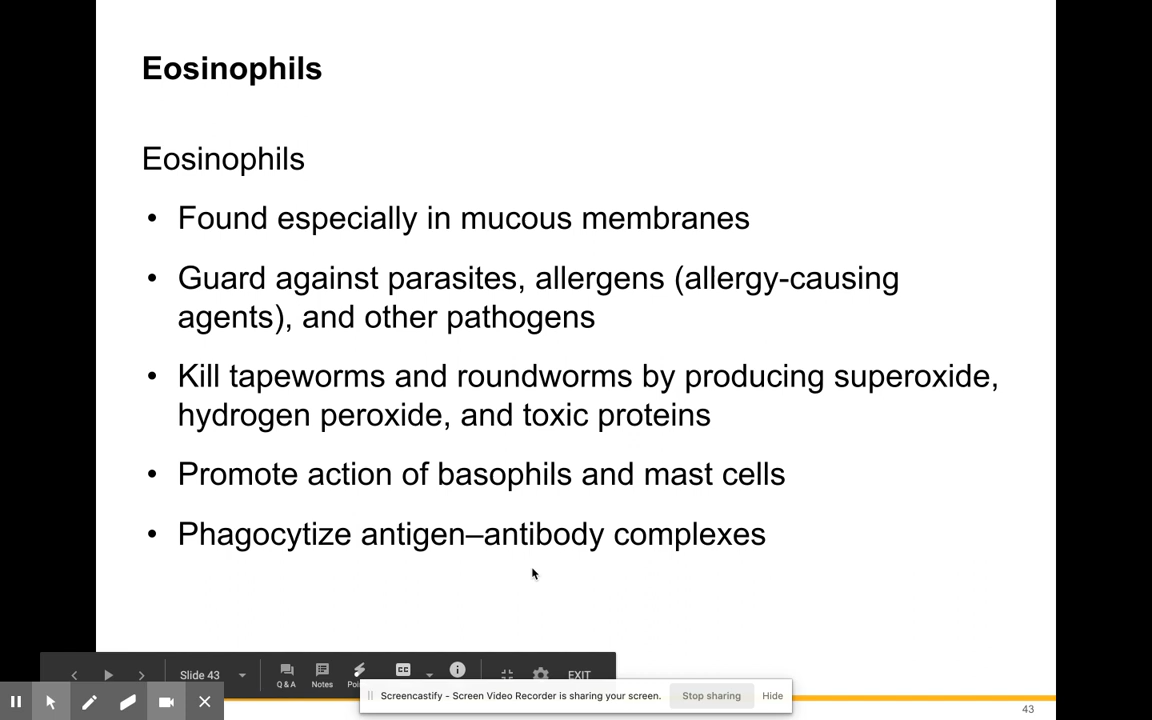 Eosinophils
Eosinophils
• Found especially in mucous membranes
• Guard against parasites, allergens (allergy-causing
agents), and other pathogens
• Kill tapeworms and roundworms by producing superoxide,
hydrogen peroxide, and toxic proteins
• Promote action of basophils and mast cells
• Phagocytize antigen–antibody complexes
Slide 43
CC
EXIT
Q & A
Notes
Screencastify - Screen Video Recorder is sharing your screen.
Stop sharing
Hide
43